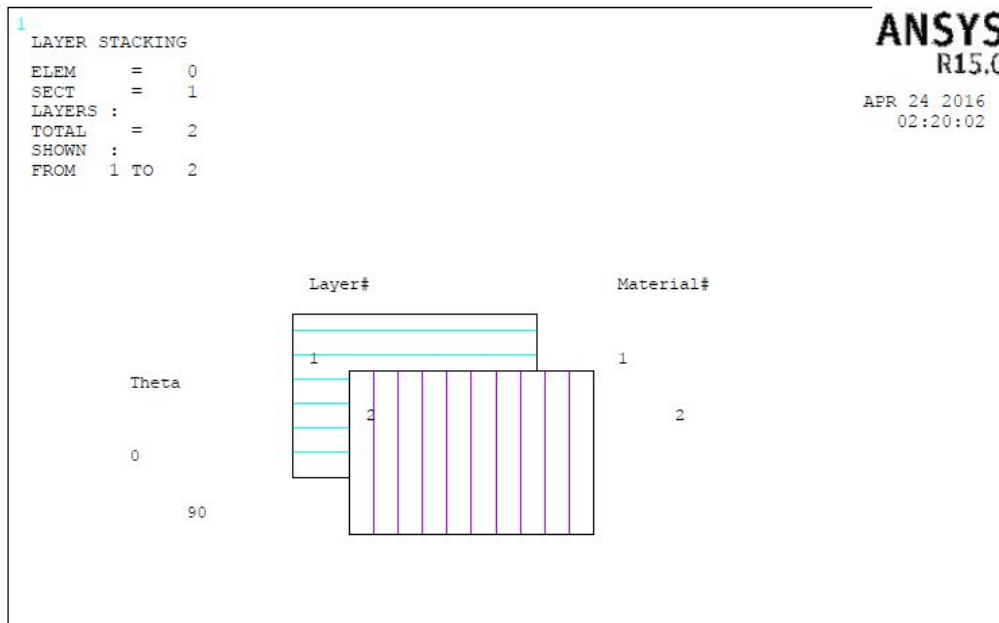 1
LAYER STACKING
ELEM = 0
SECT = 1
LAYERS :
TOTAL = 2
SHOWN :
FROM 1 TO 2
ANSYS
R15.0
APR 24 2016
02:20:02
Layer# Material#
1 1
Theta
2 2
0
90